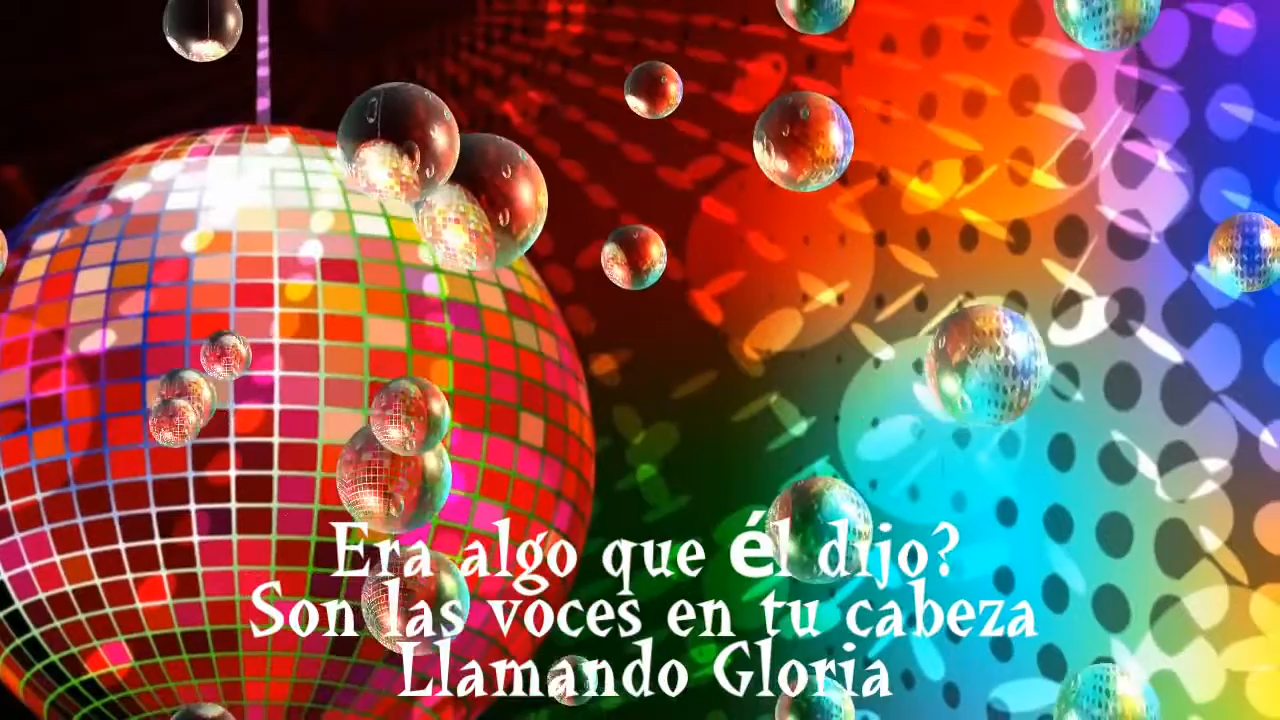 Era algo que él dijo?
Son las voces en tu cabeza
Llamando Gloria